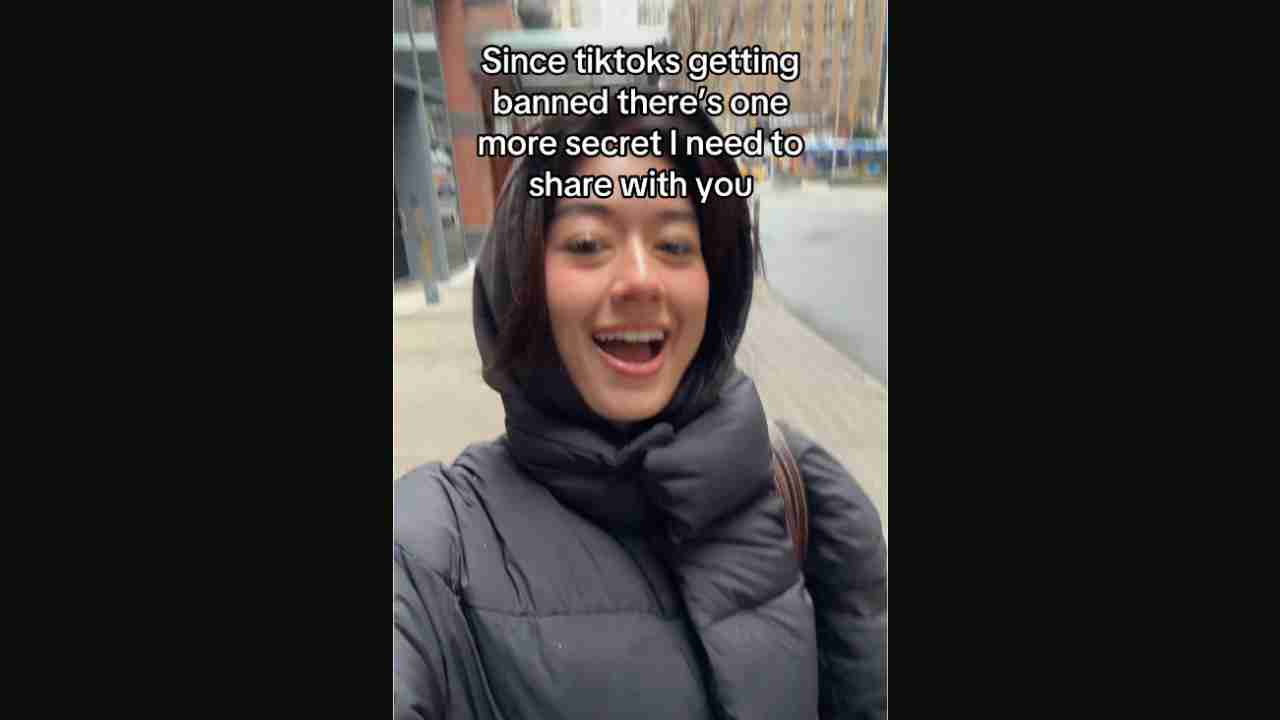 Since tiktoks getting
banned there’s one
more secret I need to
share with you